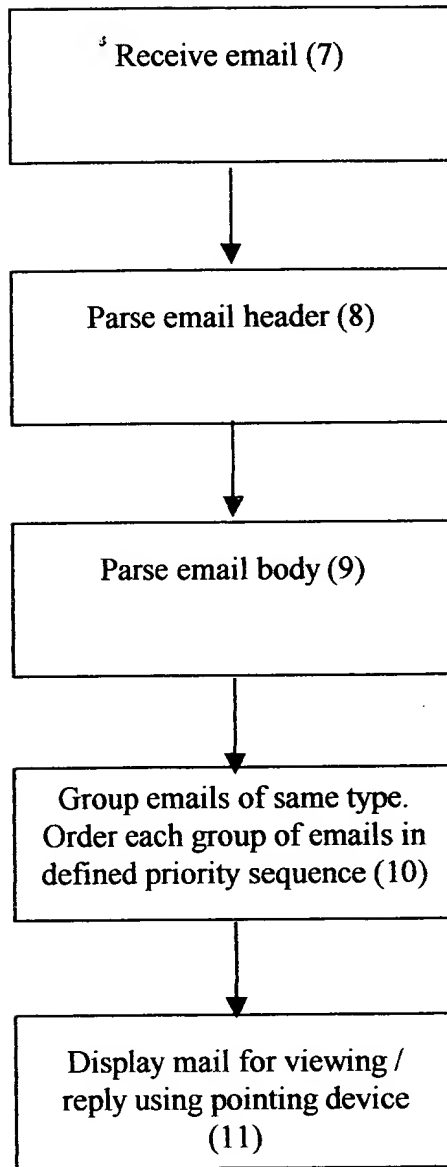 Receive email (7)
Parse email header (8)
Parse email body (9)
Group emails of same type.
Order each group of emails in
defined priority sequence (10)
Display mail for viewing /
reply using pointing device
(11)